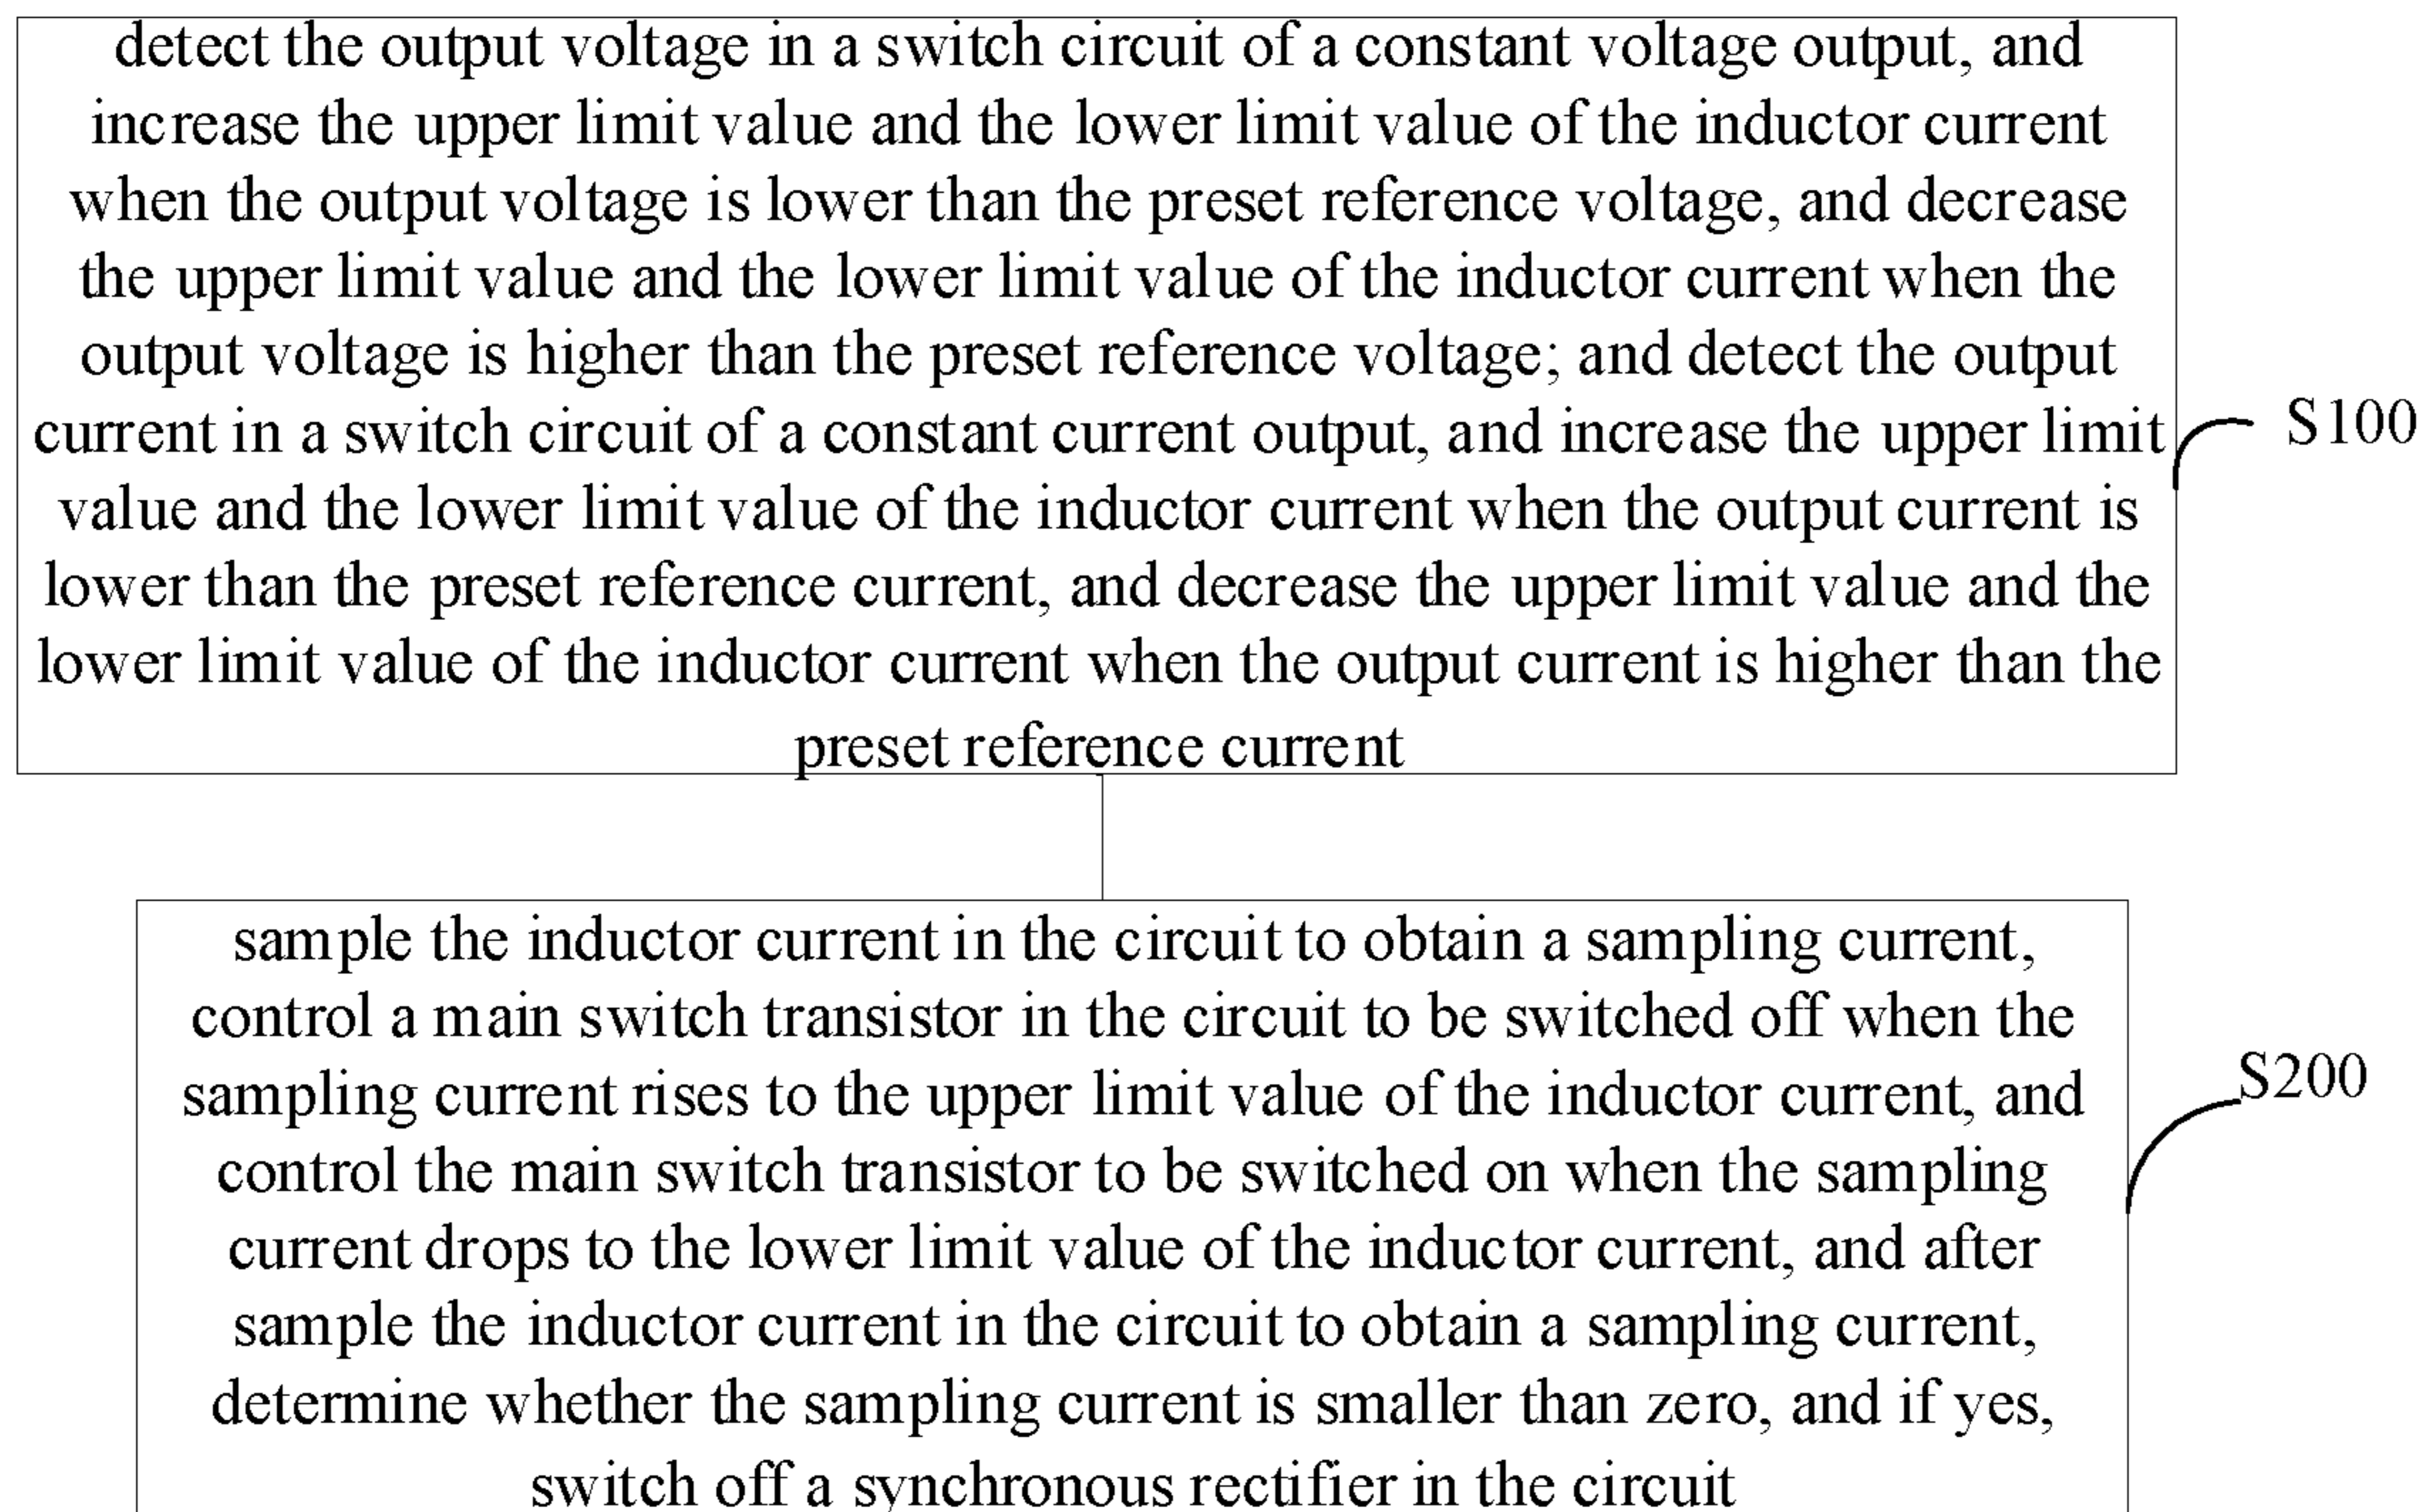 detect the output voltage in a switch circuit of a constant voltage output, and
increase the upper limit value and the lower limit value of the inductor current
when the output voltage is lower than the preset reference voltage, and decrease
the upper limit value and the lower limit value of the inductor current when the
output voltage is higher than the preset reference voltage; and detect the output
current in a switch circuit of a constant current output, and increase the upper limit
value and the lower limit value of the inductor current when the output current is
lower than the preset reference current, and decrease the upper limit value and the
lower limit value of the inductor current when the output current is higher than the
preset reference current
S100
sample the inductor current in the circuit to obtain a sampling current,
control a main switch transistor in the circuit to be switched off when the
sampling current rises to the upper limit value of the inductor current, and
control the main switch transistor to be switched on when the sampling
current drops to the lower limit value of the inductor current, and after
sample the inductor current in the circuit to obtain a sampling current,
determine whether the sampling current is smaller than zero, and if yes,
switch off a synchronous rectifier in the circuit
S200